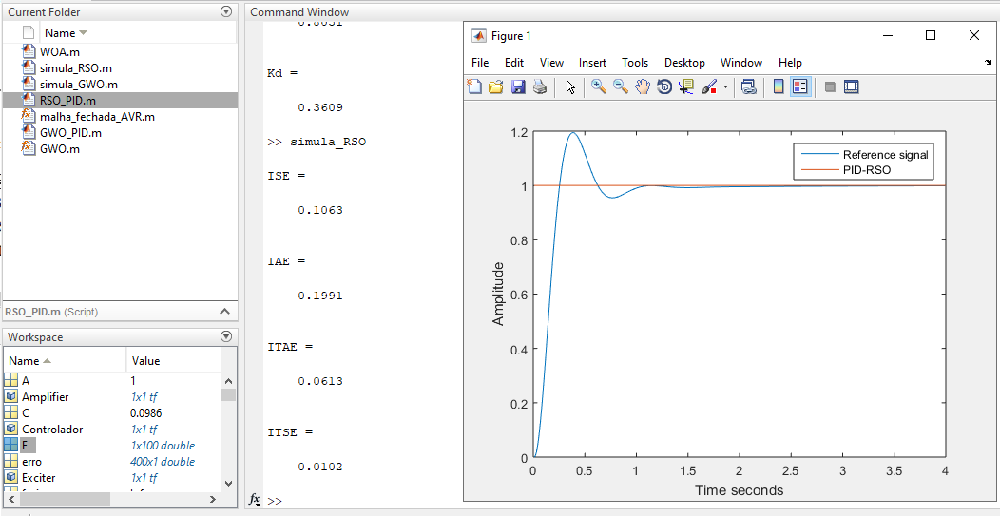 Current Folder
Name
WOA.m
simula_RSO.m
simula_GWO.m
RSO_PID.m
malha_fechada_AVR.m
GWO_PID.m
GWO.m
RSO_PID.m (Script)
Workspace
Name Value
A 1
Amplifier 1x1 tf
C 0.0986
Controlador 1x1 tf
E 1x100 double
erro 400x1 double
Exciter 1x1 tf
Command Window
Kd =
0.3609
>> simula_RSO
ISE =
0.1063
IAE =
0.1991
ITAE =
0.0613
ITSE =
0.0102
fx >>
Figure 1
File Edit View Insert Tools Desktop Window Help
Reference signal
PID-RSO
1.2
1
0.8
0.6
0.4
0.2
0
Amplitude
0 0.5 1 1.5 2 2.5 3 3.5 4
Time seconds